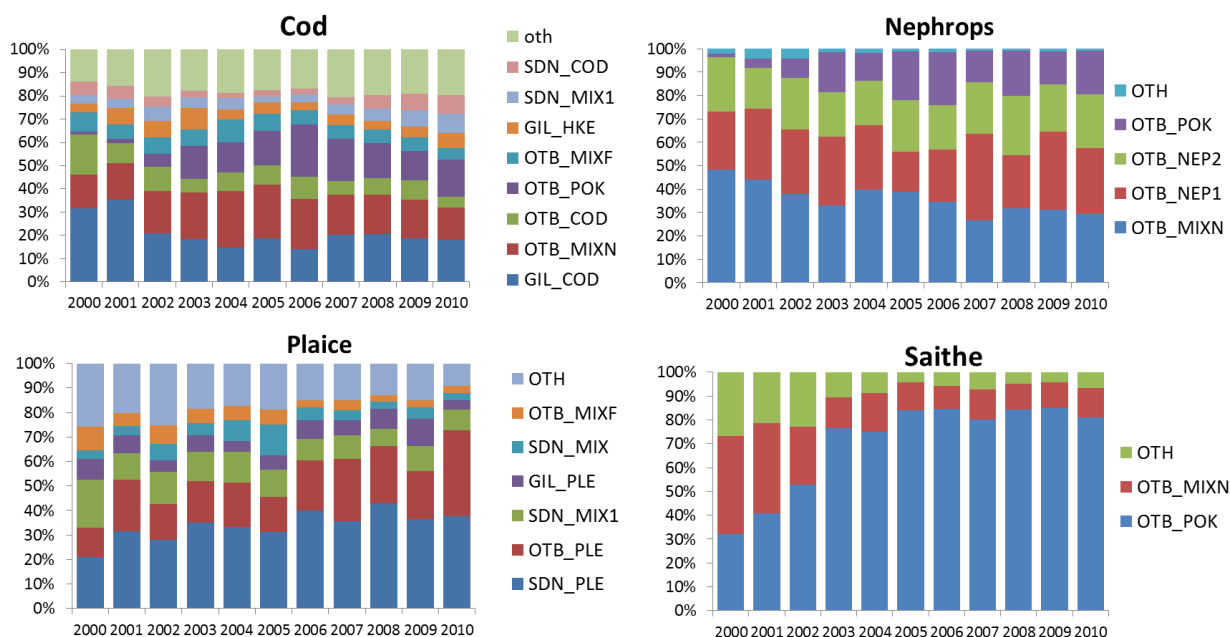 Cod
100%
90%
80%
70%
60%
50%
40%
30%
20%
10%
0%
2000 2001 2002 2003 2004 2005 2006 2007 2008 2009 2010
oth
SDN_COD
SDN_MIX1
GIL_HKE
OTB_MIXF
OTB_POK
OTB_COD
OTB_MIXN
GIL_COD
Nephrops
100%
90%
80%
70%
60%
50%
40%
30%
20%
10%
0%
2000 2001 2002 2003 2004 2005 2006 2007 2008 2009 2010
OTH
OTB_POK
OTB_NEP2
OTB_NEP1
OTB_MIXN
Plaice
100%
90%
80%
70%
60%
50%
40%
30%
20%
10%
0%
2000 2001 2002 2003 2004 2005 2006 2007 2008 2009 2010
OTH
OTB_MIXF
SDN_MIX
GIL_PLE
SDN_MIX1
OTB_PLE
SDN_PLE
Saithe
100%
90%
80%
70%
60%
50%
40%
30%
20%
10%
0%
2000 2001 2002 2003 2004 2005 2006 2007 2008 2009 2010
OTH
OTB_MIXN
OTB_POK